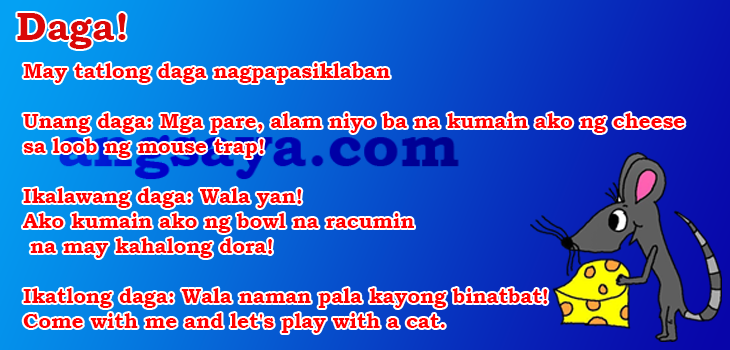 Daga!
May tatlong daga nagpapasiklaban
Unang daga: Mga pare, alam niyo ba na kumain ako ng cheese
sa loob ng mouse trap!
angsaya.com
Ikalawang daga: Wala yan!
Ako kumain ako ng bowl na racumin
na may kahalong dora!
Ikatlong daga: Wala naman pala kayong binatbat!
Come with me and let's play with a cat.